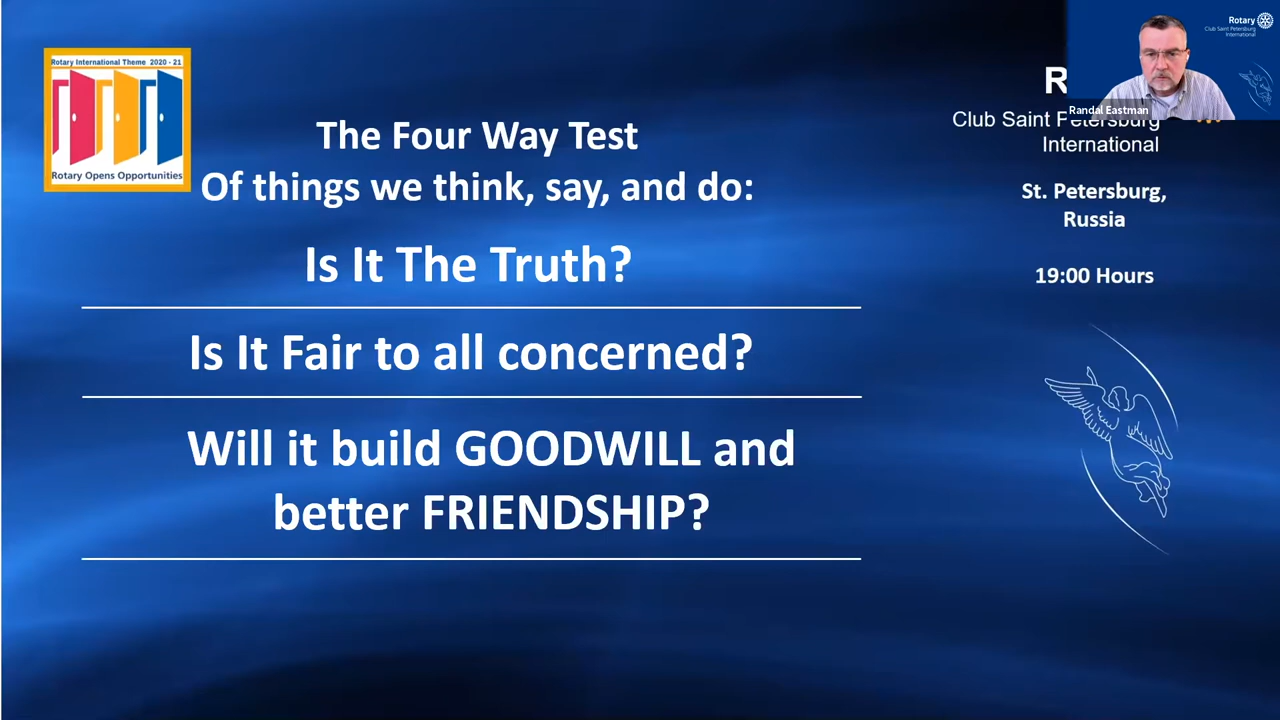 Rotary International Theme 2020 - 21
Rotary Opens Opportunities
The Four Way Test
Of things we think, say, and do:
Is It The Truth?
Is It Fair to all concerned?
Will it build GOODWILL and
better FRIENDSHIP?
Rotary
Club Saint Petersburg
International
Randal Eastman
Club Saint Petersburg
International
St. Petersburg,
Russia
19:00 Hours